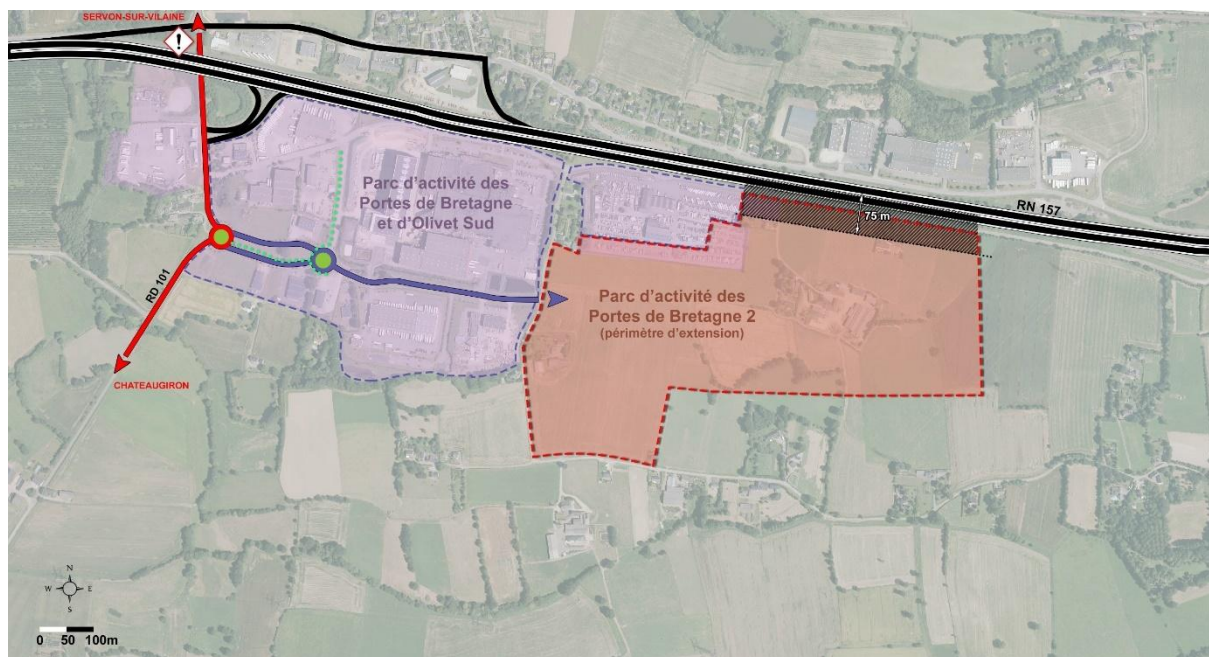 SERVON-SUR-VILAINE
!
Parc d'activité des
Portes de Bretagne
et d'Olivet Sud
RN 157
75 m
RD 101
Parc d'activité des
Portes de Bretagne 2
(périmètre d'extension)
CHATEAUGIRON
N
W E
S
0 50 100m